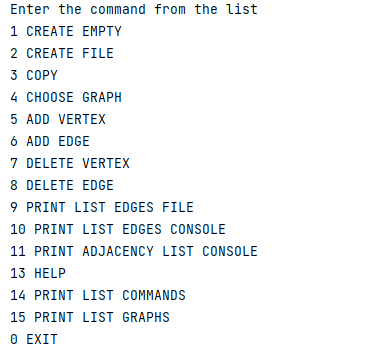 Enter the command from the list
1 CREATE EMPTY
2 CREATE FILE
3 COPY
4 CHOOSE GRAPH
5 ADD VERTEX
6 ADD EDGE
7 DELETE VERTEX
8 DELETE EDGE
9 PRINT LIST EDGES FILE
10 PRINT LIST EDGES CONSOLE
11 PRINT ADJACENCY LIST CONSOLE
13 HELP
14 PRINT LIST COMMANDS
15 PRINT LIST GRAPHS
0 EXIT